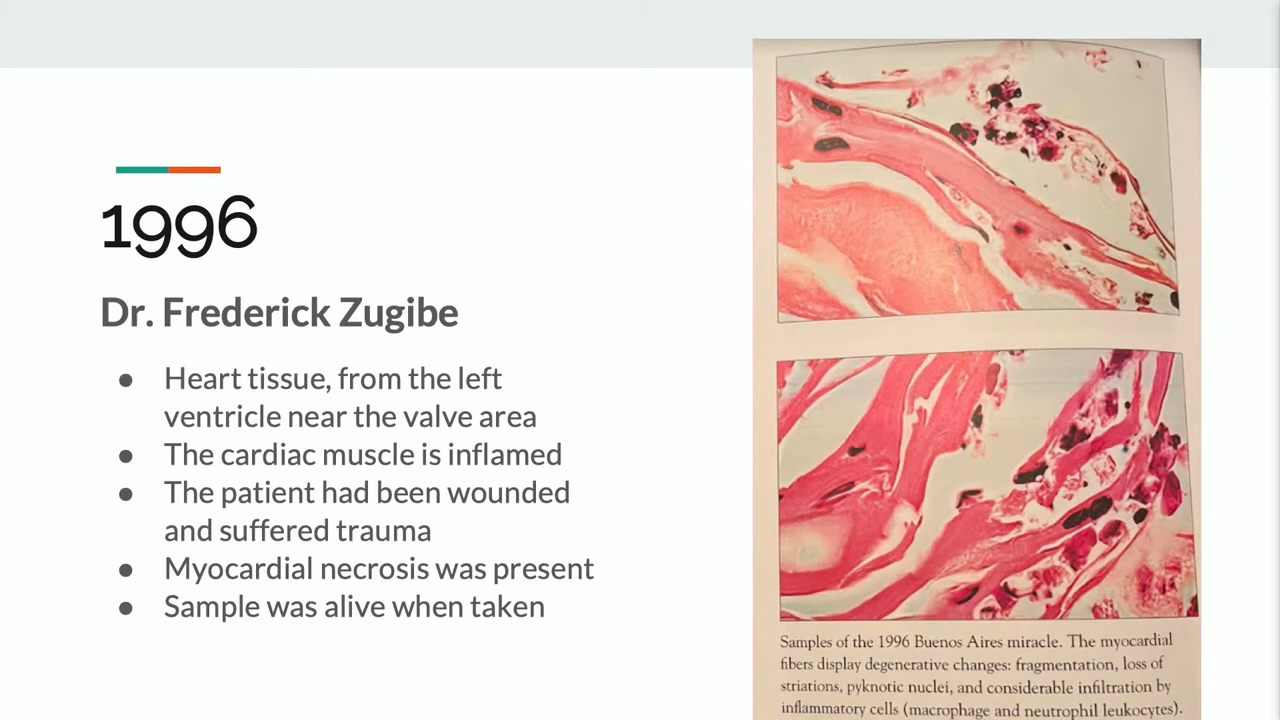 1996
Dr. Frederick Zugibe
● Heart tissue, from the left
ventricle near the valve area
● The cardiac muscle is inflamed
● The patient had been wounded
and suffered trauma
● Myocardial necrosis was present
● Sample was alive when taken
Samples of the 1996 Buenos Aires miracle. The myocardial
fibers display degenerative changes: fragmentation, loss of
striations, pyknotic nuclei, and considerable infiltration by
inflammatory cells (macrophage and neutrophil leukocytes).